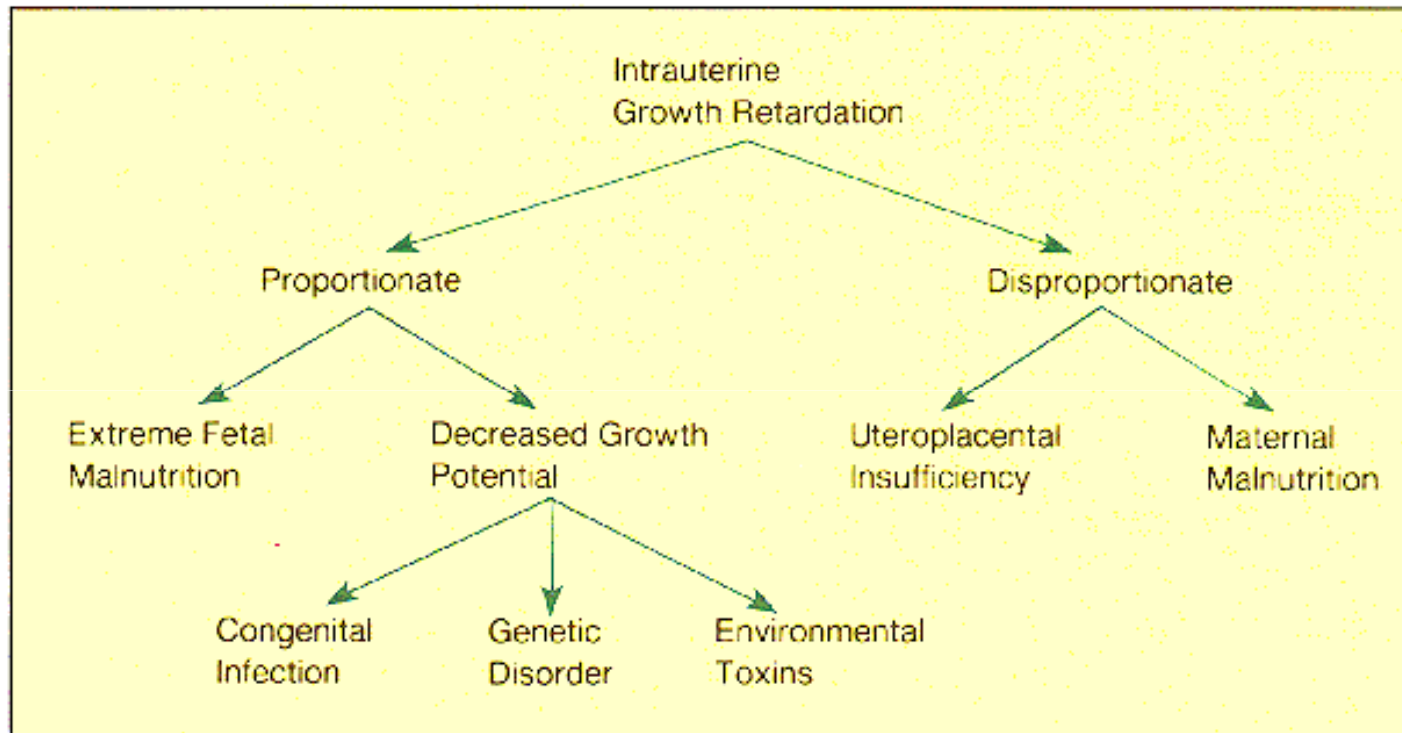 Intrauterine
Growth Retardation
Proportionate
Disproportionate
Extreme Fetal
Malnutrition
Decreased Growth
Potential
Uteroplacental
Insufficiency
Maternal
Malnutrition
Congenital
Infection
Genetic
Disorder
Environmental
Toxins